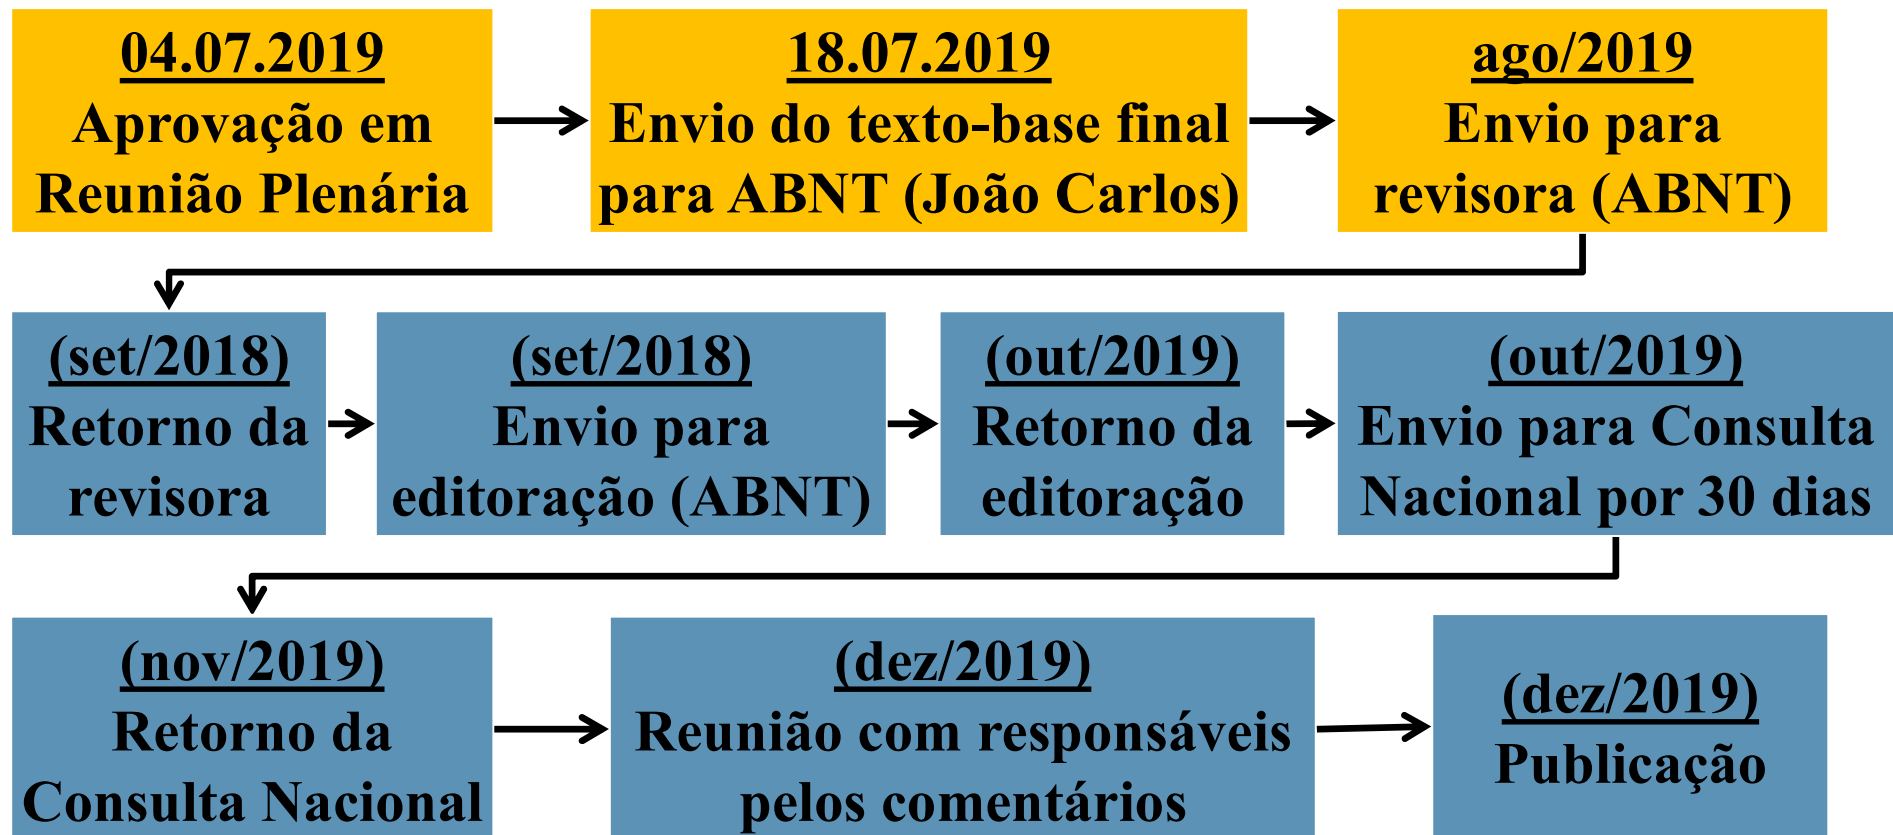 04.07.2019
Aprovação em
Reunião Plenária
18.07.2019
Envio do texto-base final
para ABNT (João Carlos)
ago/2019
Envio para
revisora (ABNT)
(set/2018)
Retorno da
revisora
(set/2018)
Envio para
editoração (ABNT)
(out/2019)
Retorno da
editoração
(out/2019)
Envio para Consulta
Nacional por 30 dias
(nov/2019)
Retorno da
Consulta Nacional
(dez/2019)
Reunião com responsáveis
pelos comentários
(dez/2019)
Publicação